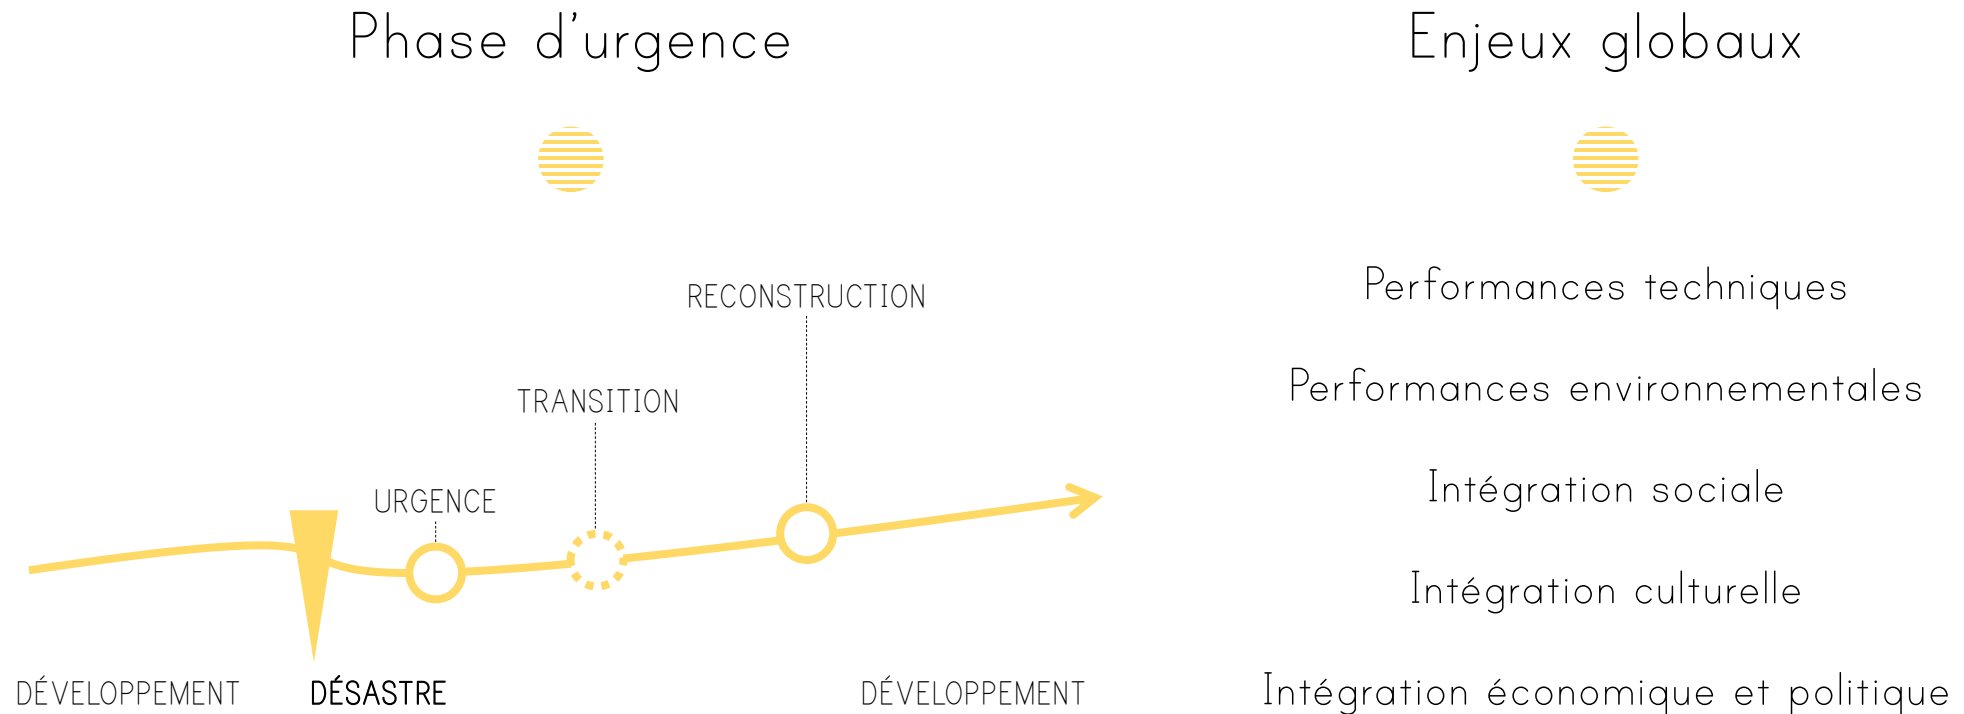 Phase d'urgence
RECONSTRUCTION
TRANSITION
URGENCE
DÉVELOPPEMENT
DÉSASTRE
DÉVELOPPEMENT
Enjeux globaux
Performances techniques
Performances environnementales
Intégration sociale
Intégration culturelle
Intégration économique et politique